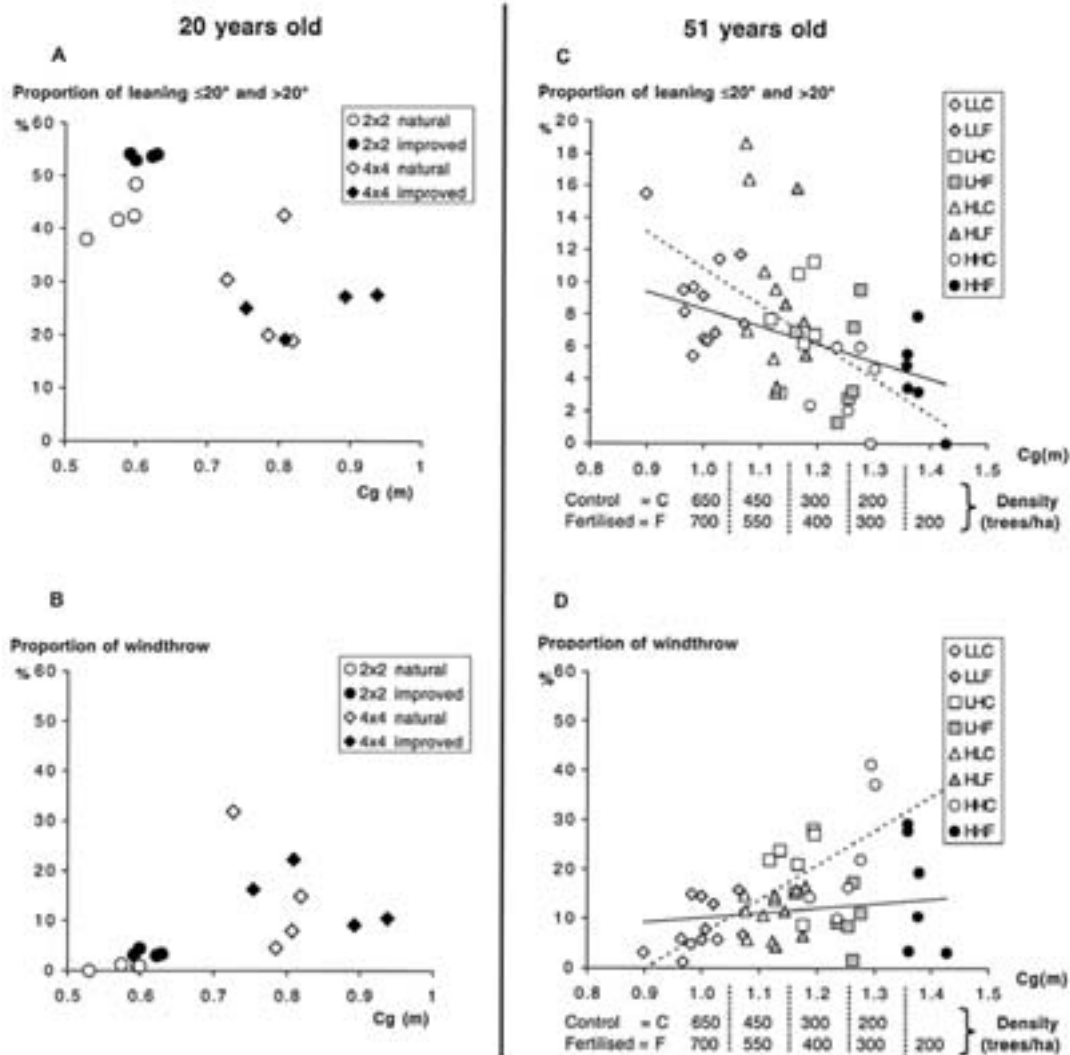 20 years old
A
Proportion of leaning ≤20° and >20°
%
60
50
40
30
20
10
0
0.5 0.6 0.7 0.8 0.9 1
Cg (m)
2x2 natural
2x2 improved
4x4 natural
4x4 improved
B
Proportion of windthrow
%
60
50
40
30
20
10
0
0.5 0.6 0.7 0.8 0.9 1
Cg (m)
2x2 natural
2x2 improved
4x4 natural
4x4 improved
51 years old
C
Proportion of leaning ≤20° and >20°
%
20
18
16
14
12
10
8
6
4
2
0
0.8 0.9 1.0 1.1 1.2 1.3 1.4 1.5
Cg(m)
LLC
LLF
LHC
LHF
HLC
HLF
HHC
HHF
Control = C 650 450 300 200
Fertilised = F 700 550 400 300 200
Density
(trees/ha)
D
Proportion of windthrow
%
60
50
40
30
20
10
0
0.8 0.9 1.0 1.1 1.2 1.3 1.4 1.5
Cg(m)
LLC
LLF
LHC
LHF
HLC
HLF
HHC
HHF
Control = C 650 450 300 200
Fertilised = F 700 550 400 300 200
Density
(trees/ha)